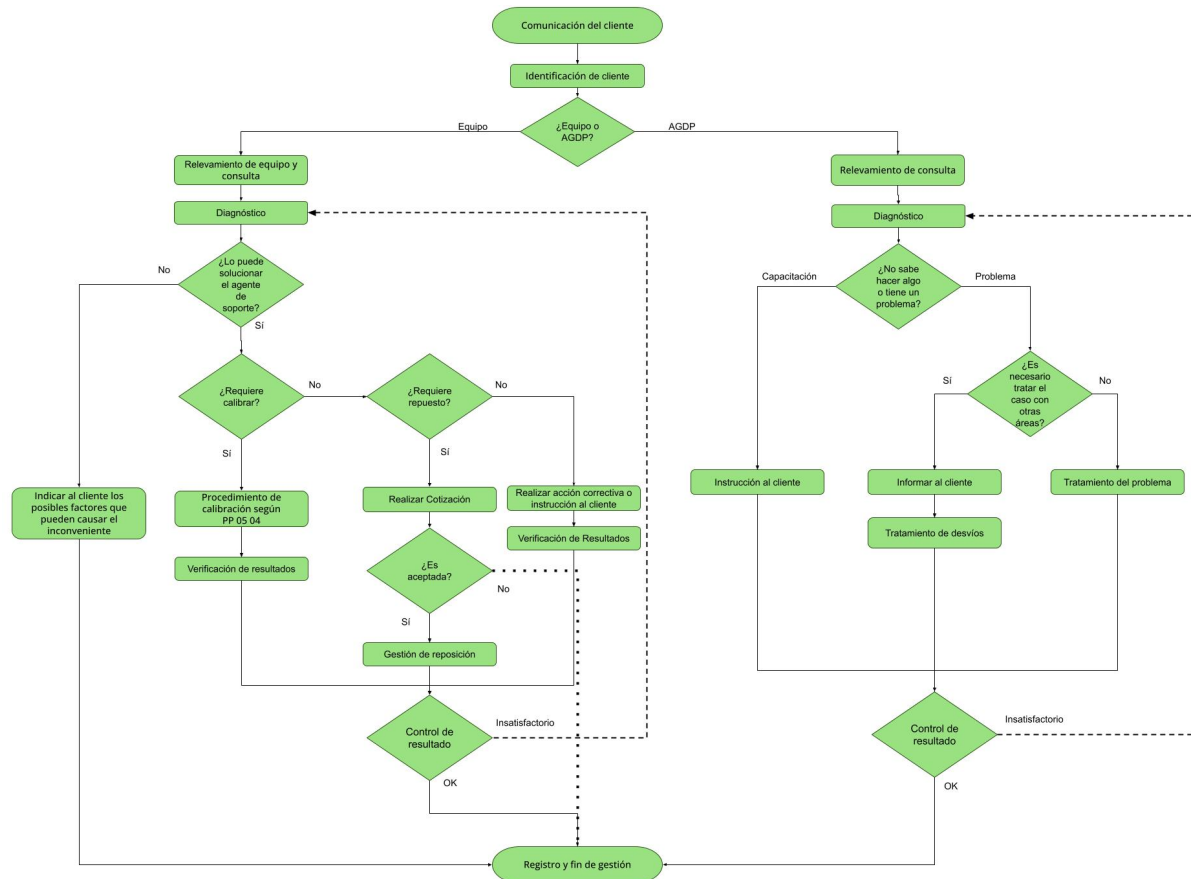 Comunicación del cliente
Identificación de cliente
¿Equipo o
AGDP?
Equipo
AGDP
Relevamiento de equipo y
consulta
Diagnóstico
¿Lo puede
solucionar
el agente
de
soporte?
No
Sí
¿Requiere
calibrar?
No
Sí
¿Requiere
repuesto?
No
Sí
Indicar al cliente los
posibles factores que
pueden causar el
inconveniente
Procedimiento de
calibración según
PP 05 04
Verificación de resultados
Realizar Cotización
¿Es
aceptada?
No
Sí
Gestión de reposición
Realizar acción correctiva o
instrucción al cliente
Verificación de Resultados
Control de
resultado
Insatisfactorio
OK
Relevamiento de consulta
Diagnóstico
¿No sabe
hacer algo
o tiene un
problema?
Capacitación
Problema
¿Es
necesario
tratar el
caso con
otras
áreas?
Sí
No
Instrucción al cliente
Informar al cliente
Tratamiento de desvíos
Tratamiento del problema
Control de
resultado
Insatisfactorio
OK
Registro y fin de gestión